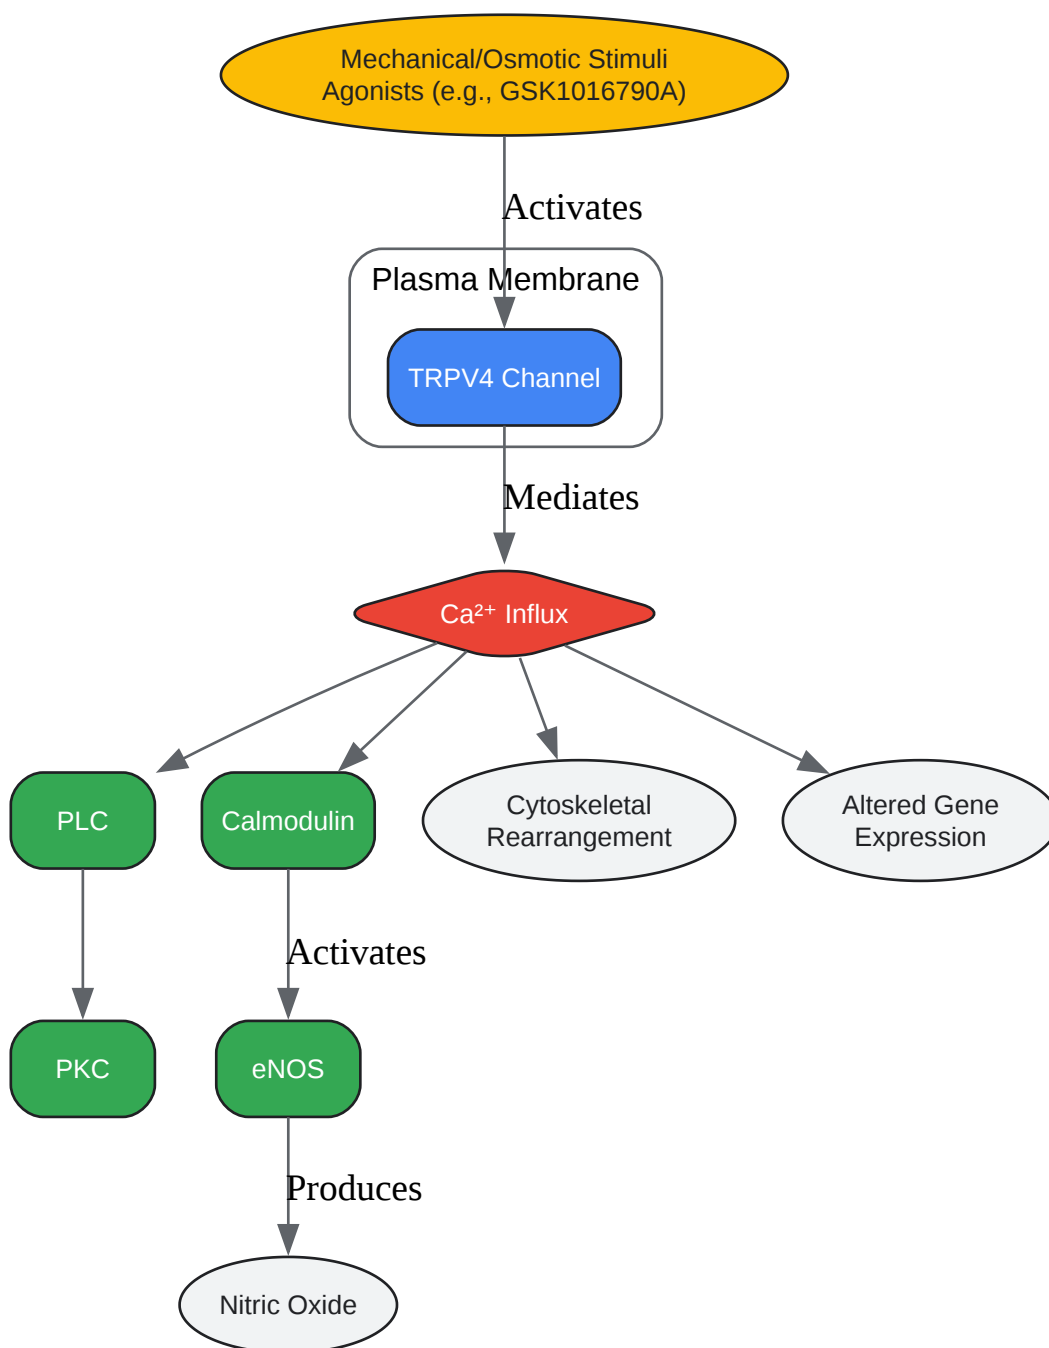 Mechanical/Osmotic Stimuli
Agonists (e.g., GSK1016790A)
Activates
Plasma Membrane
TRPV4 Channel
Mediates
Ca²⁺ Influx
PLC
Calmodulin
Cytoskeletal
Rearrangement
Altered Gene
Expression
Activates
PKC
eNOS
Produces
Nitric Oxide